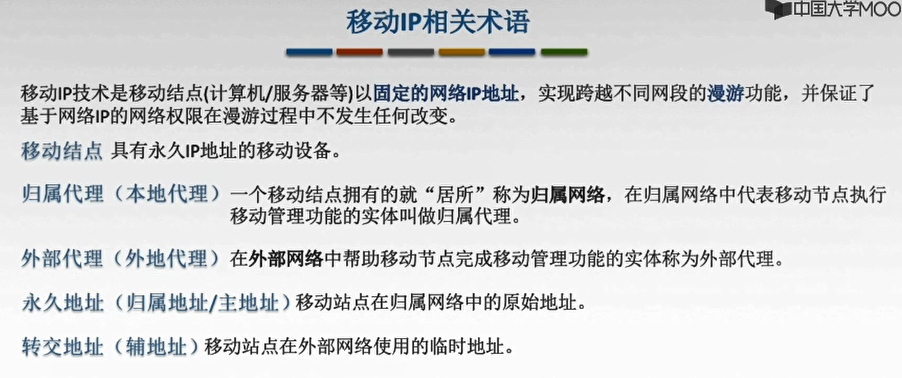 中国大学MOO
移动IP相关术语
移动IP技术是移动结点(计算机/服务器等)以固定的网络IP地址，实现跨越不同网段的漫游功能，并保证了
基于网络IP的网络权限在漫游过程中不发生任何改变。
移动结点 具有永久IP地址的移动设备。
归属代理（本地代理）一个移动结点拥有的就“居所”称为归属网络，在归属网络中代表移动节点执行
移动管理功能的实体叫做归属代理。
外部代理（外地代理）在外部网络中帮助移动节点完成移动管理功能的实体称为外部代理。
永久地址（归属地址/主地址）移动站点在归属网络中的原始地址。
转交地址（辅地址）移动站点在外部网络使用的临时地址。